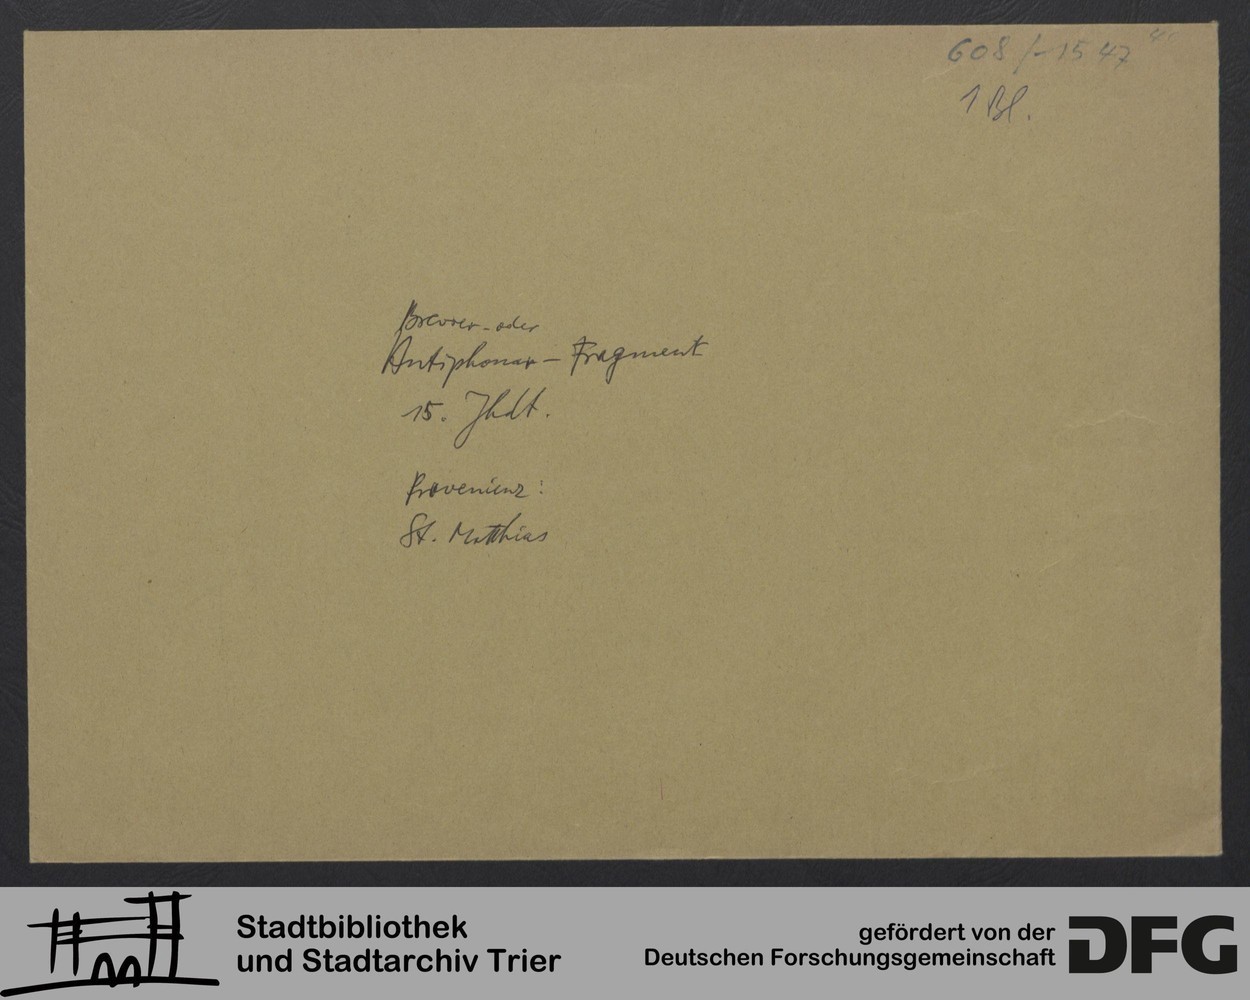 608/-1547 4°
1 Bl.
Brevier- oder
Antiphonar-Fragment
15. Jhdt.
Provenienz:
St. Matthias
Stadtbibliothek
und Stadtarchiv Trier
gefördert von der
Deutschen Forschungsgemeinschaft
DFG